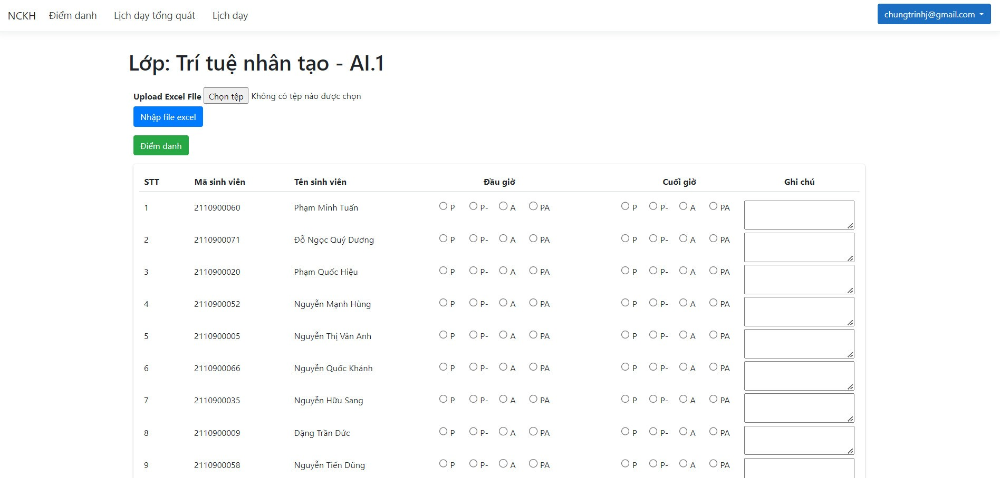 NCKH Điểm danh Lịch dạy tổng quát Lịch dạy chungtrinhj@gmail.com
Lớp: Trí tuệ nhân tạo - AI.1
Upload Excel File Chọn tệp Không có tệp nào được chọn
Nhập file excel
Điểm danh
STT Mã sinh viên Tên sinh viên Đầu giờ Cuối giờ Ghi chú
1 2110900060 Phạm Minh Tuấn P P- A PA P P- A PA
2 2110900071 Đỗ Ngọc Quý Dương P P- A PA P P- A PA
3 2110900020 Phạm Quốc Hiệu P P- A PA P P- A PA
4 2110900052 Nguyễn Mạnh Hùng P P- A PA P P- A PA
5 2110900005 Nguyễn Thị Vân Anh P P- A PA P P- A PA
6 2110900066 Nguyễn Quốc Khánh P P- A PA P P- A PA
7 2110900035 Nguyễn Hữu Sang P P- A PA P P- A PA
8 2110900009 Đặng Trần Đức P P- A PA P P- A PA
9 2110900058 Nguyễn Tiến Dũng P P- A PA P P- A PA